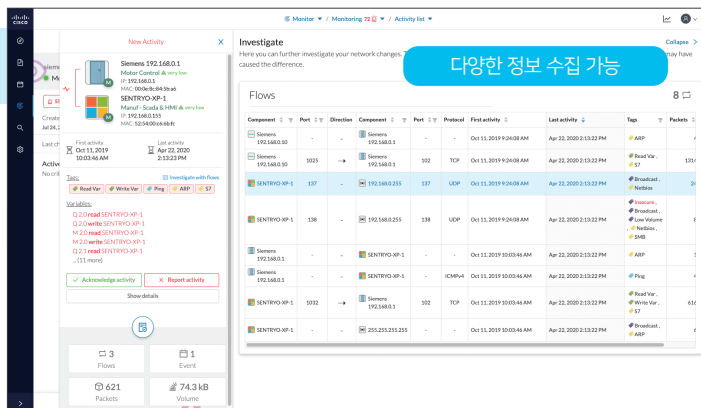 CISCO
Monitor / Monitoring 72 / Activity list
New Activity X
Siemens 192.168.0.1
Motor Control very low
IP: 192.168.0.1
MAC: 00:0e:8c:84:5b:a6
SENTRYO-XP-1
Manuf - Scada & HMI very low
IP: 192.168.0.155
MAC: 52:54:00:c6:6b:fc
First activity
Oct 11, 2019
10:03:46 AM
Last activity
Apr 22, 2020
2:13:23 PM
Tags:
Investigate with flows
Read Var Write Var Ping ARP S7
Variables:
Q 2.0 read SENTRYO-XP-1
Q 2.0 write SENTRYO-XP-1
M 2.0 read SENTRYO-XP-1
M 2.0 write SENTRYO-XP-1
Q 2.1 read SENTRYO-XP-1
... (11 more)
Acknowledge activity
Report activity
Show details
3
Flows
1
Event
621
Packets
74.3 kB
Volume
Investigate
Collapse >
Here you can further investigate your network changes.
may have
caused the difference.
다양한 정보 수집 가능
Flows 8
Component Port Direction Component Port Protocol First activity Last activity Tags Packets
Siemens 192.168.0.10 - - Siemens 192.168.0.1 - - Oct 11, 2019 9:24:08 AM Apr 22, 2020 2:13:22 PM ARP
Siemens 192.168.0.10 1025 → Siemens 192.168.0.1 102 TCP Oct 11, 2019 9:24:08 AM Apr 22, 2020 2:13:22 PM Read Var , S7 1314
SENTRYO-XP-1 137 - 192.168.0.255 137 UDP Oct 11, 2019 9:24:08 AM Apr 22, 2020 2:13:22 PM Broadcast , Netbios 24
SENTRYO-XP-1 138 - 192.168.0.255 138 UDP Oct 11, 2019 9:24:08 AM Apr 22, 2020 2:13:22 PM Insecure , Broadcast , Low Volume , Netbios , SMB
Siemens 192.168.0.1 - - SENTRYO-XP-1 - - Oct 11, 2019 10:03:46 AM Apr 22, 2020 2:13:22 PM ARP
Siemens 192.168.0.1 - - SENTRYO-XP-1 - ICMPv4 Oct 11, 2019 10:03:46 AM Apr 22, 2020 2:13:22 PM Ping
SENTRYO-XP-1 1032 → Siemens 192.168.0.1 102 TCP Oct 11, 2019 10:03:46 AM Apr 22, 2020 2:13:22 PM Read Var , Write Var , S7 616
SENTRYO-XP-1 - - 255.255.255.255 - - Oct 11, 2019 10:03:46 AM Apr 22, 2020 2:13:22 PM Broadcast , ARP